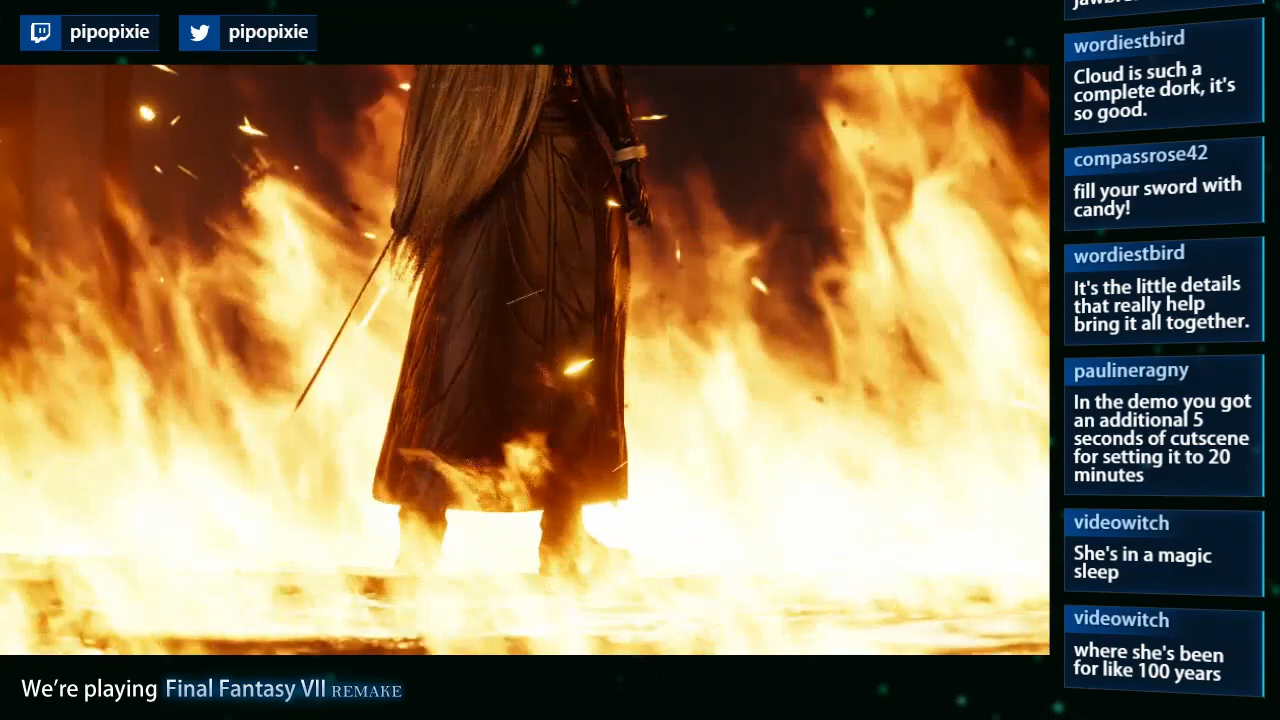 pipopixie
pipopixie
wordiestbird
Cloud is such a
complete dork, it's
so good.
compassrose42
fill your sword with
candy!
wordiestbird
It's the little details
that really help
bring it all together.
paulineragny
In the demo you got
an additional 5
seconds of cutscene
for setting it to 20
minutes
videowitch
She's in a magic
sleep
videowitch
where she's been
for like 100 years
We're playing Final Fantasy VII REMAKE